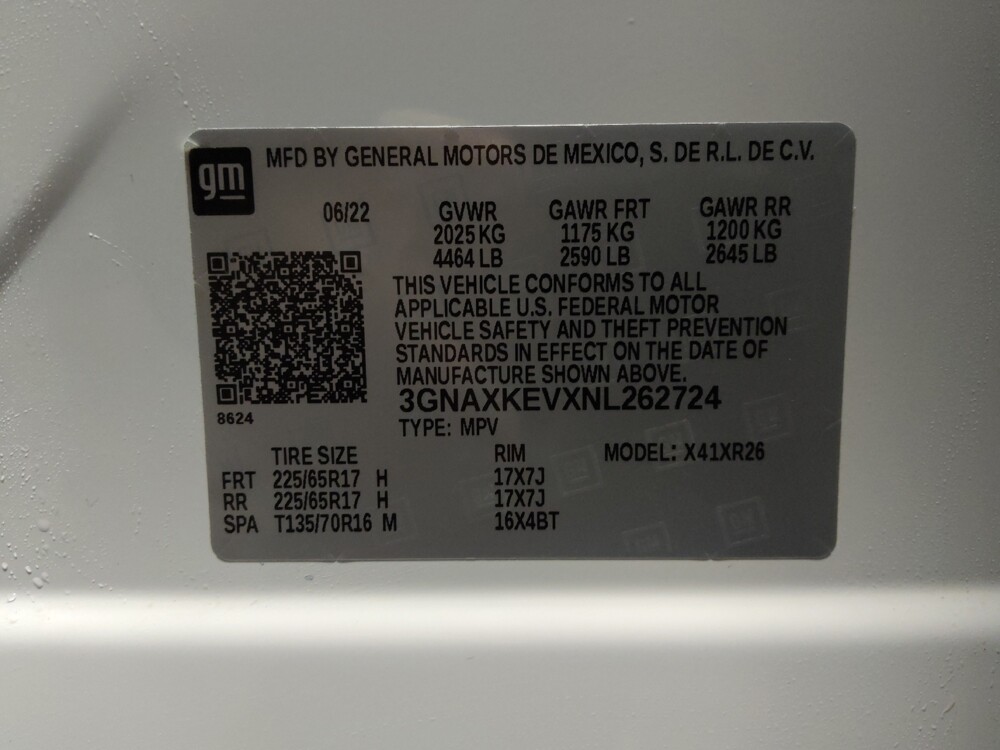 gm MFD BY GENERAL MOTORS DE MEXICO, S. DE R.L. DE C.V.
06/22 GVWR GAWR FRT GAWR RR
2025 KG 1175 KG 1200 KG
4464 LB 2590 LB 2645 LB
THIS VEHICLE CONFORMS TO ALL
APPLICABLE U.S. FEDERAL MOTOR
VEHICLE SAFETY AND THEFT PREVENTION
STANDARDS IN EFFECT ON THE DATE OF
MANUFACTURE SHOWN ABOVE.
3GNAXKEVXNL262724
8624
TYPE: MPV
TIRE SIZE RIM MODEL: X41XR26
FRT 225/65R17 H 17X7J
RR 225/65R17 H 17X7J
SPA T135/70R16 M 16X4BT